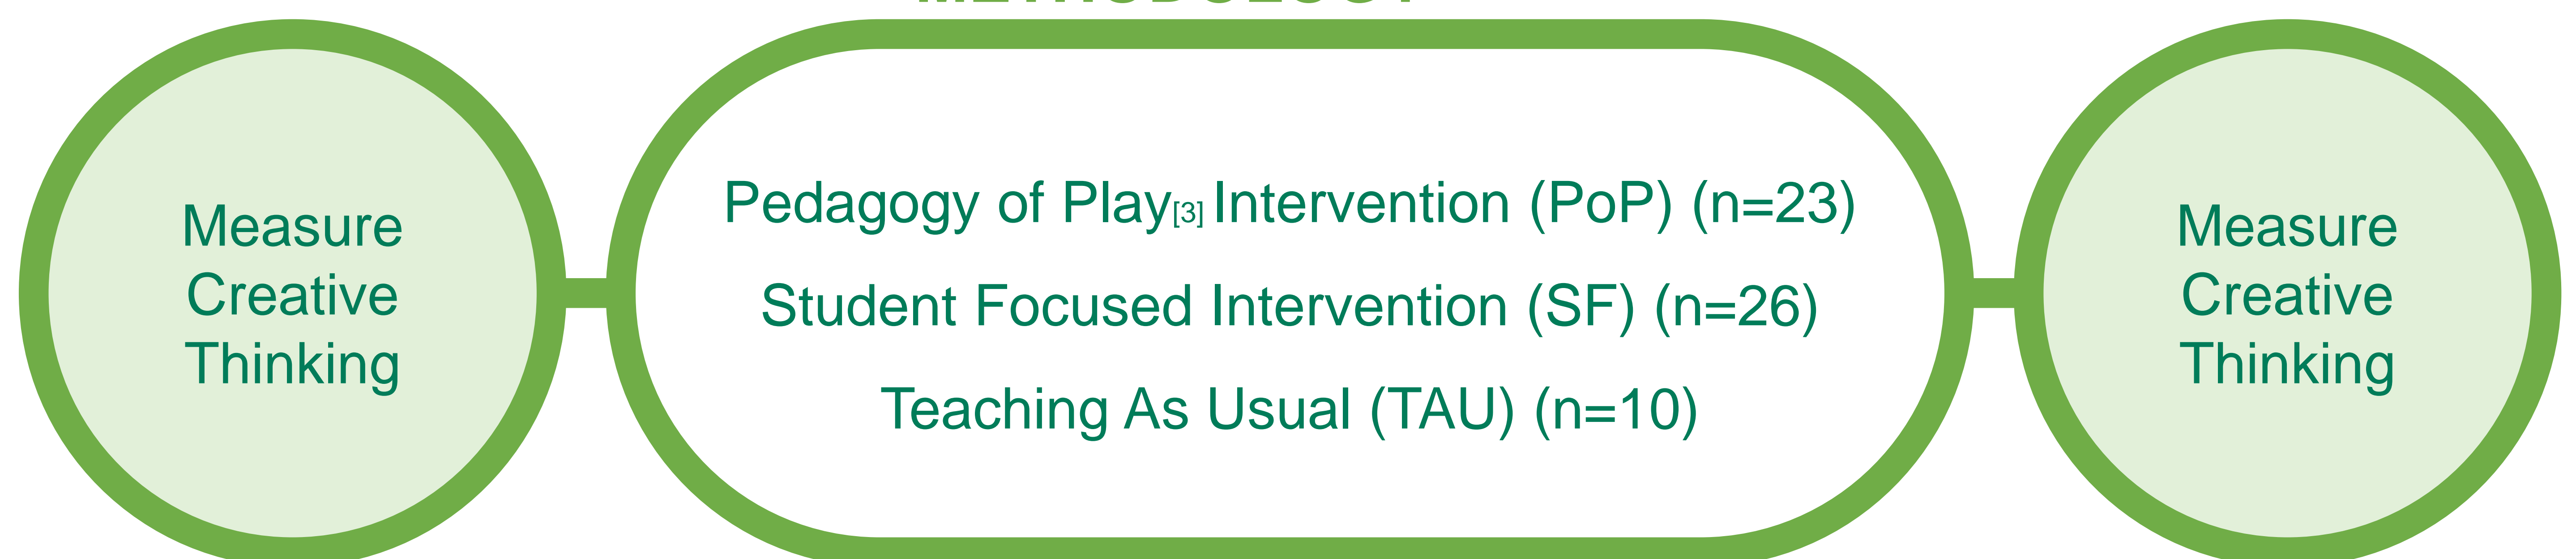 Measure
Creative
Thinking
Pedagogy of Play[3] Intervention (PoP) (n=23)
Student Focused Intervention (SF) (n=26)
Teaching As Usual (TAU) (n=10)
Measure
Creative
Thinking